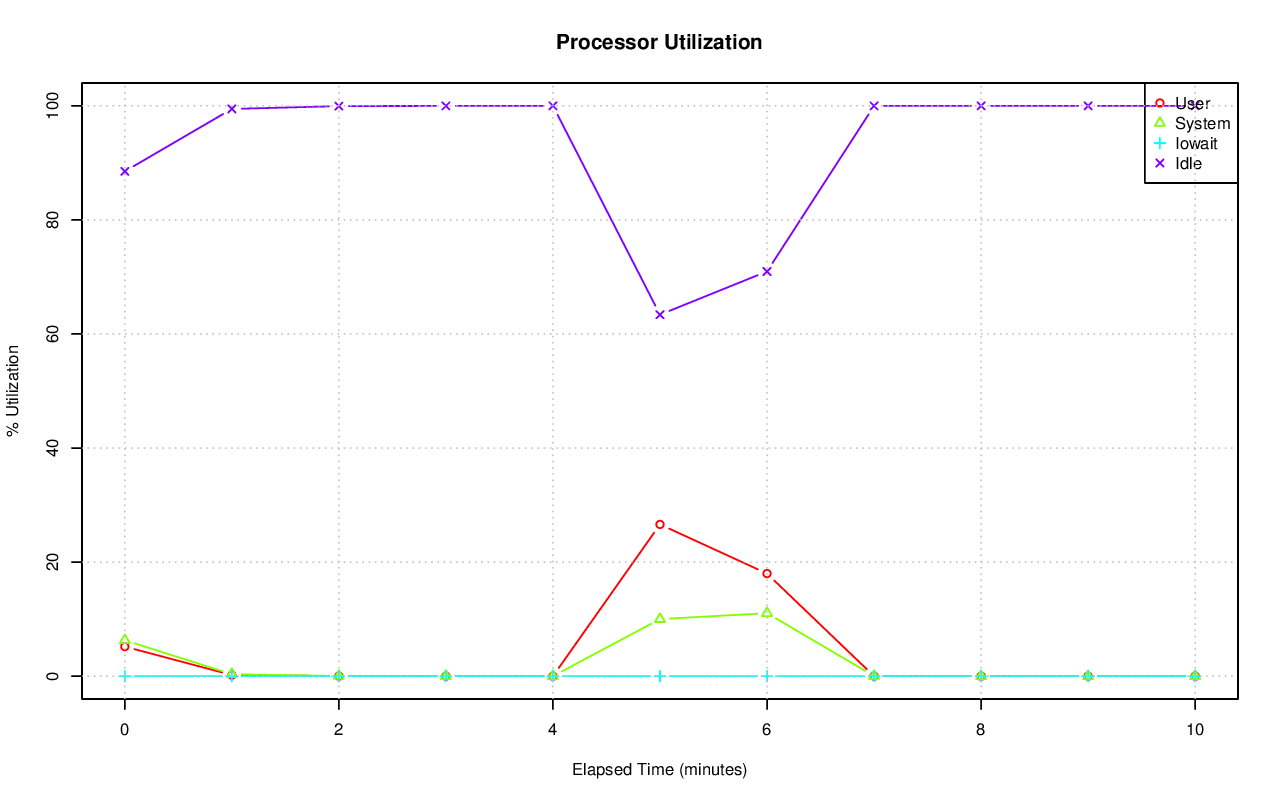 Processor Utilization
100
80
60
40
20
0
% Utilization
User
System
Iowait
Idle
0 2 4 6 8 10
Elapsed Time (minutes)